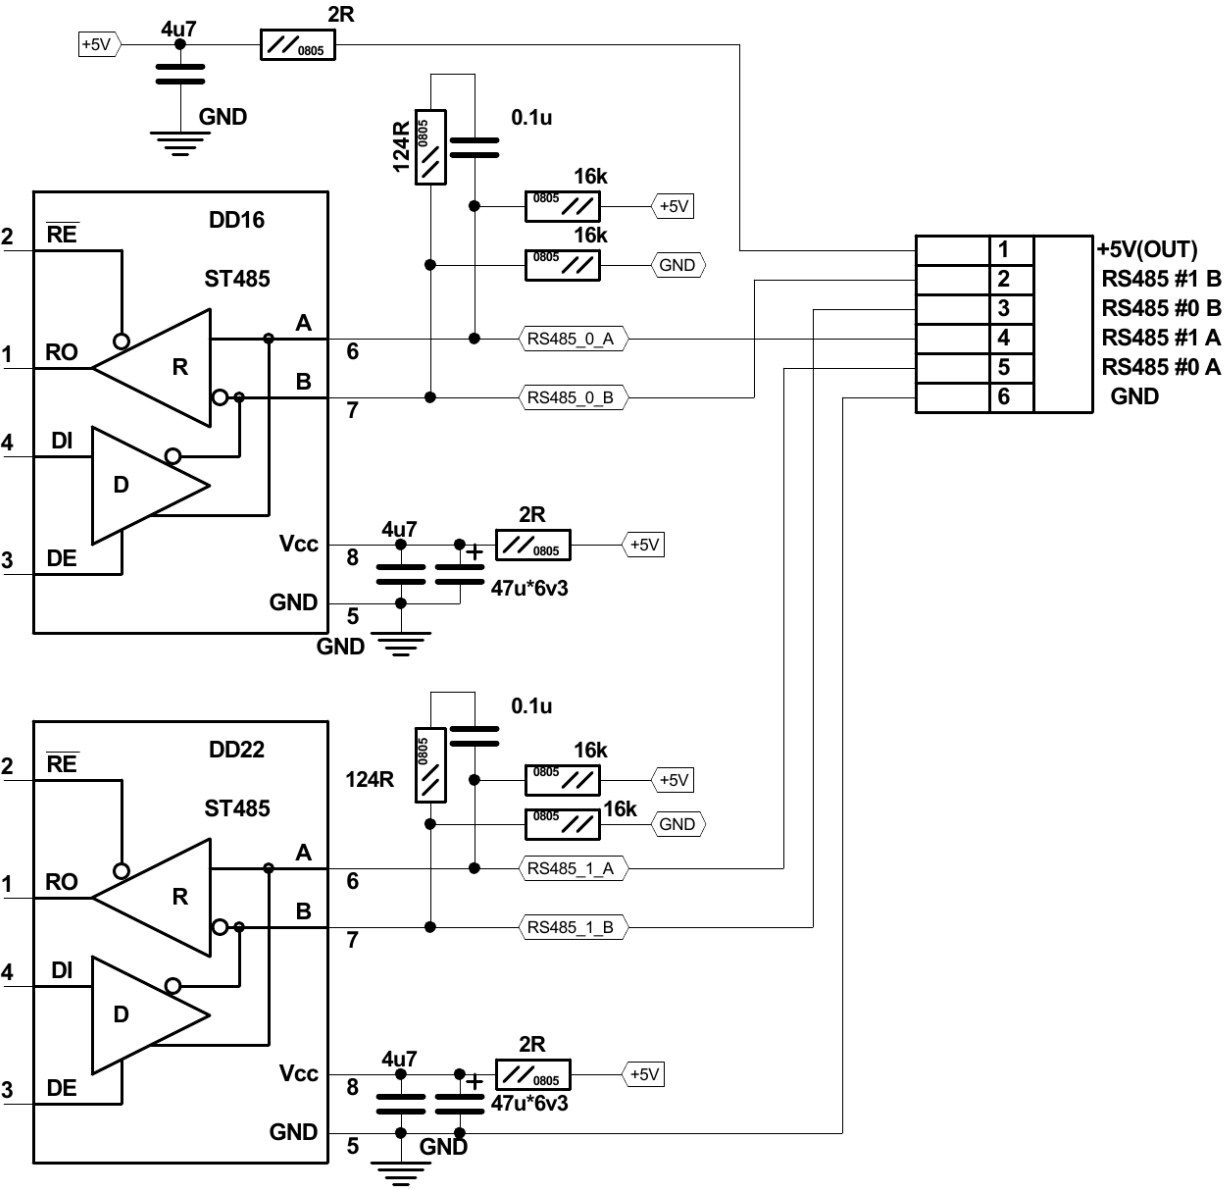 2R
4u7
+5V
0805
GND
0.1u
124R
0805
16k
0805
+5V
16k
0805
GND
DD16
ST485
2
RE
1
RO
R
A
6
B
7
4
DI
D
3
DE
Vcc
8
GND
5
RS485_0_A
RS485_0_B
4u7
2R
0805
+5V
+
47u*6v3
GND
1
+5V(OUT)
2
RS485 #1 B
3
RS485 #0 B
4
RS485 #1 A
5
RS485 #0 A
6
GND
0.1u
124R
0805
16k
0805
+5V
16k
0805
GND
DD22
ST485
2
RE
1
RO
R
A
6
B
7
4
DI
D
3
DE
Vcc
8
GND
5
RS485_1_A
RS485_1_B
4u7
2R
0805
+5V
+
47u*6v3
GND